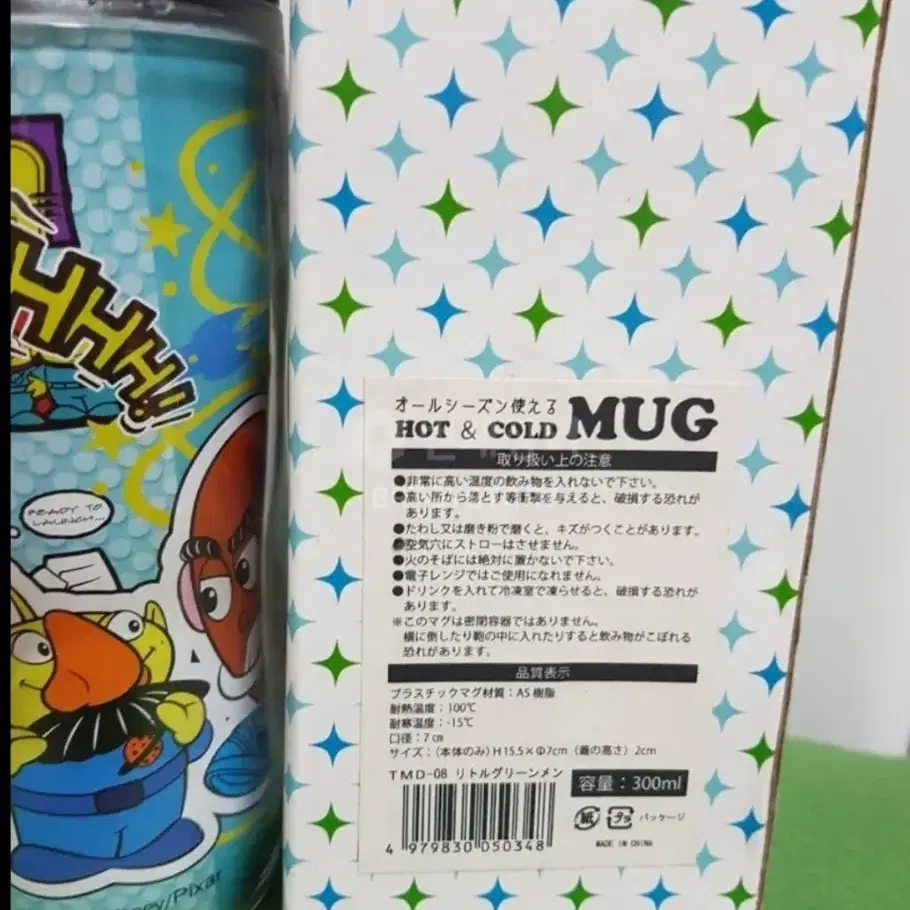 HHHH!!
READY TO
LAUNCH...
ney/Pixar
オールシーズン使える
HOT & COLD MUG
取り扱い上の注意
●非常に高い温度の飲み物を入れないで下さい。
●高い所から落とす等衝撃を与えると、破損する恐れが
あります。
●たわし又は磨き粉で磨くと、キズがつくことがあります。
●空気穴にストローはさせません。
●火のそばには絶対に置かないで下さい。
●電子レンジではご使用になれません。
●ドリンクを入れて冷凍室で凍らせると、破損する恐れが
あります。
※このマグは密閉容器ではありません。
横に倒したり鞄の中に入れたりすると飲み物がこぼれる
恐れがあります。
品質表示
プラスチックマグ材質：AS樹脂
耐熱温度：100℃
耐寒温度：-15℃
口径：7㎝
サイズ：（本体のみ）H15.5×Φ7cm（蓋の高さ）2cm
TMD-08 リトルグリーンメン
容量：300ml
4 979830 050348
紙 プラ パッケージ
MADE IN CHINA